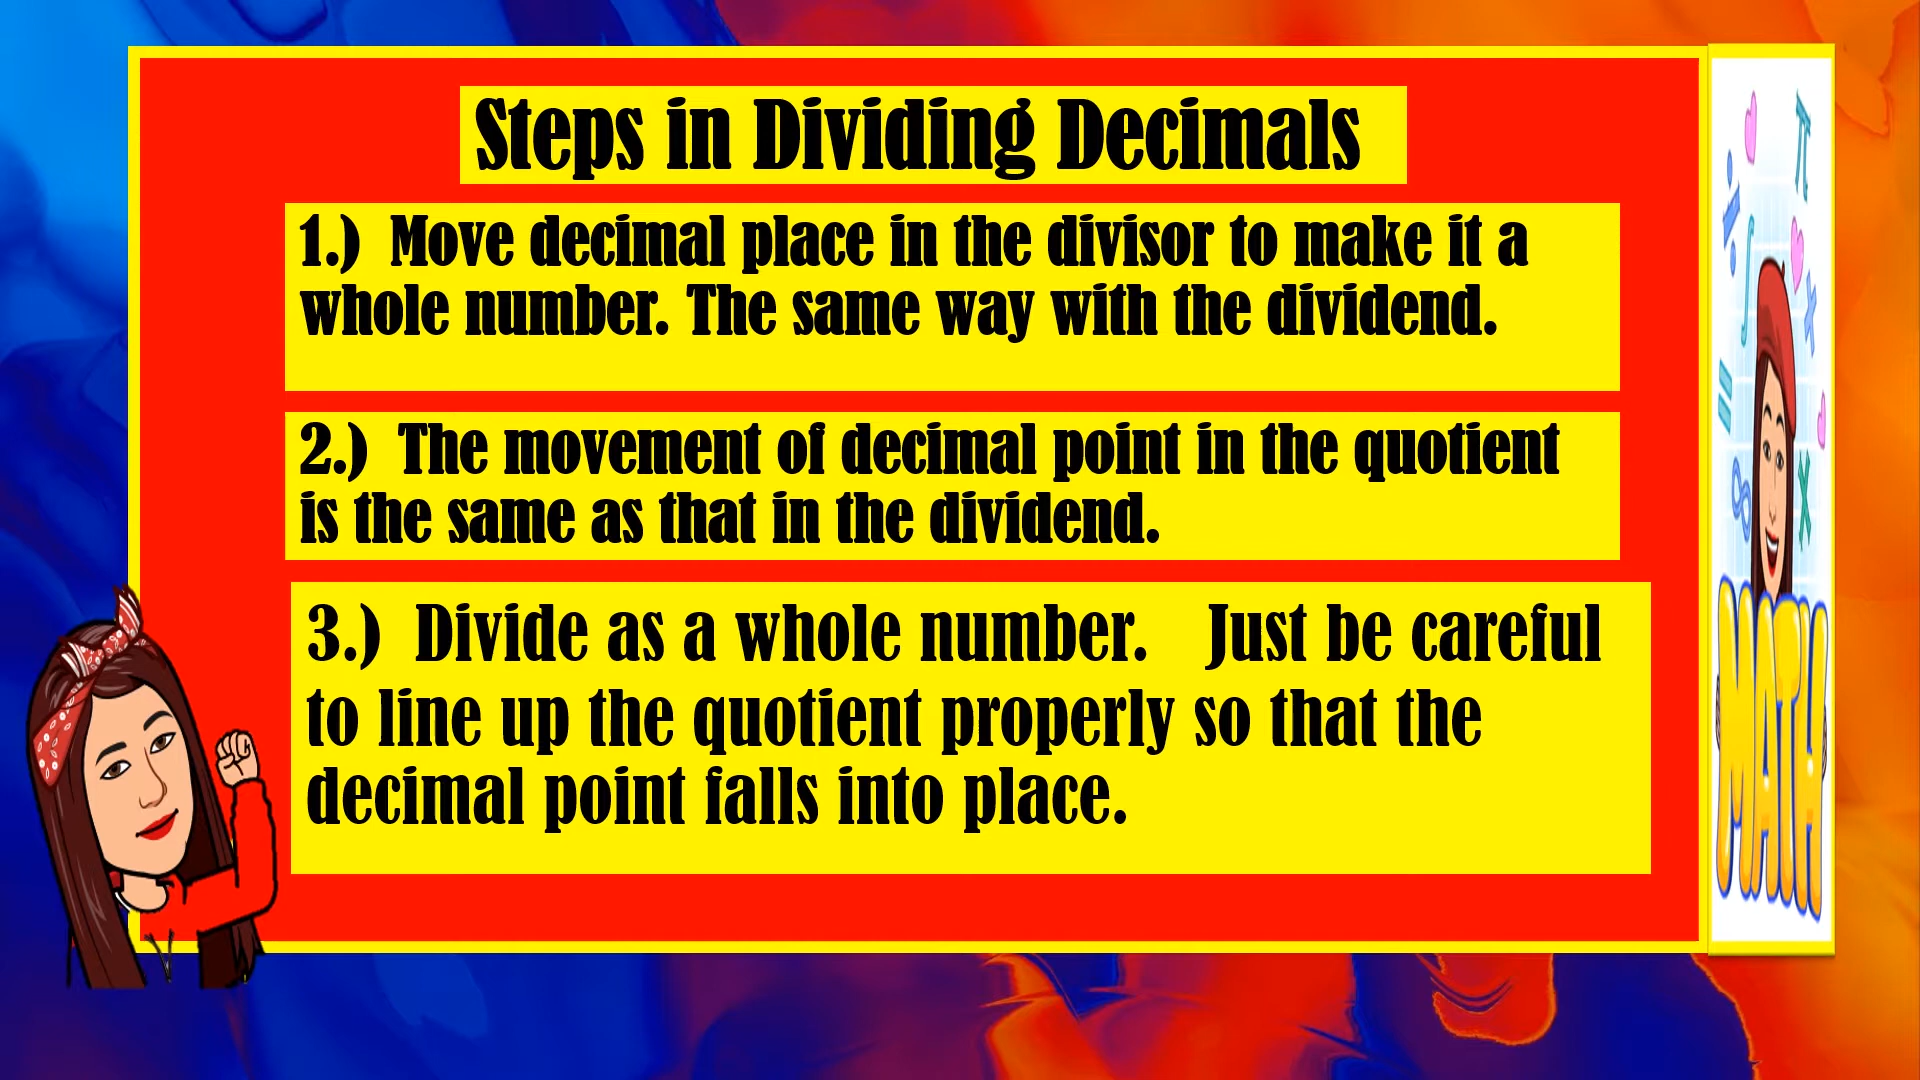 Steps in Dividing Decimals
1.) Move decimal place in the divisor to make it a
whole number. The same way with the dividend.
2.) The movement of decimal point in the quotient
is the same as that in the dividend.
3.) Divide as a whole number. Just be careful
to line up the quotient properly so that the
decimal point falls into place.
MATH